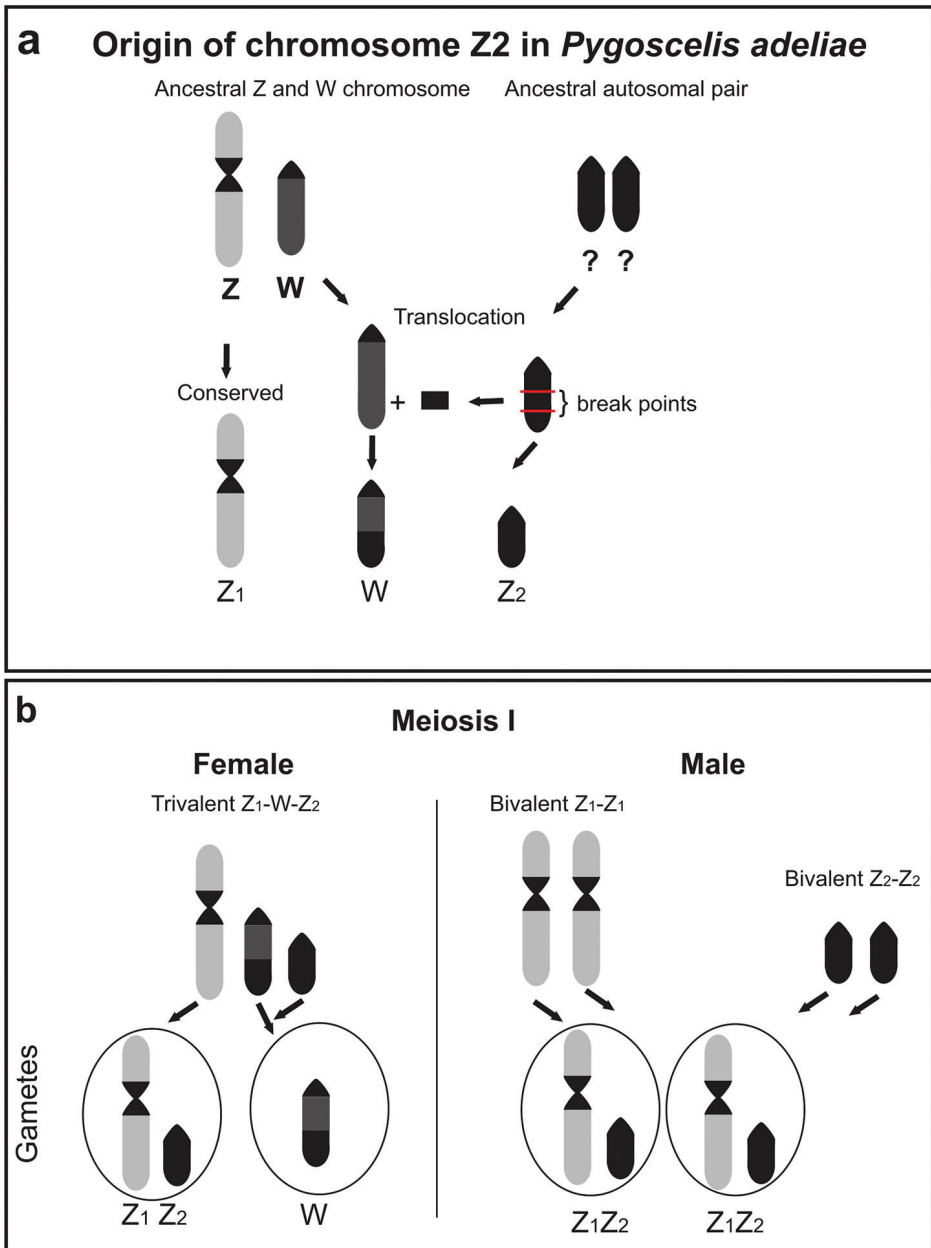 a
Origin of chromosome Z2 in Pygoscelis adeliae
Ancestral Z and W chromosome
Ancestral autosomal pair
Z W
? ?
Translocation
Conserved
+
} break points
Z1
W
Z2
b
Meiosis I
Female
Male
Trivalent Z1-W-Z2
Bivalent Z1-Z1
Bivalent Z2-Z2
Gametes
Z1 Z2
W
Z1Z2
Z1Z2